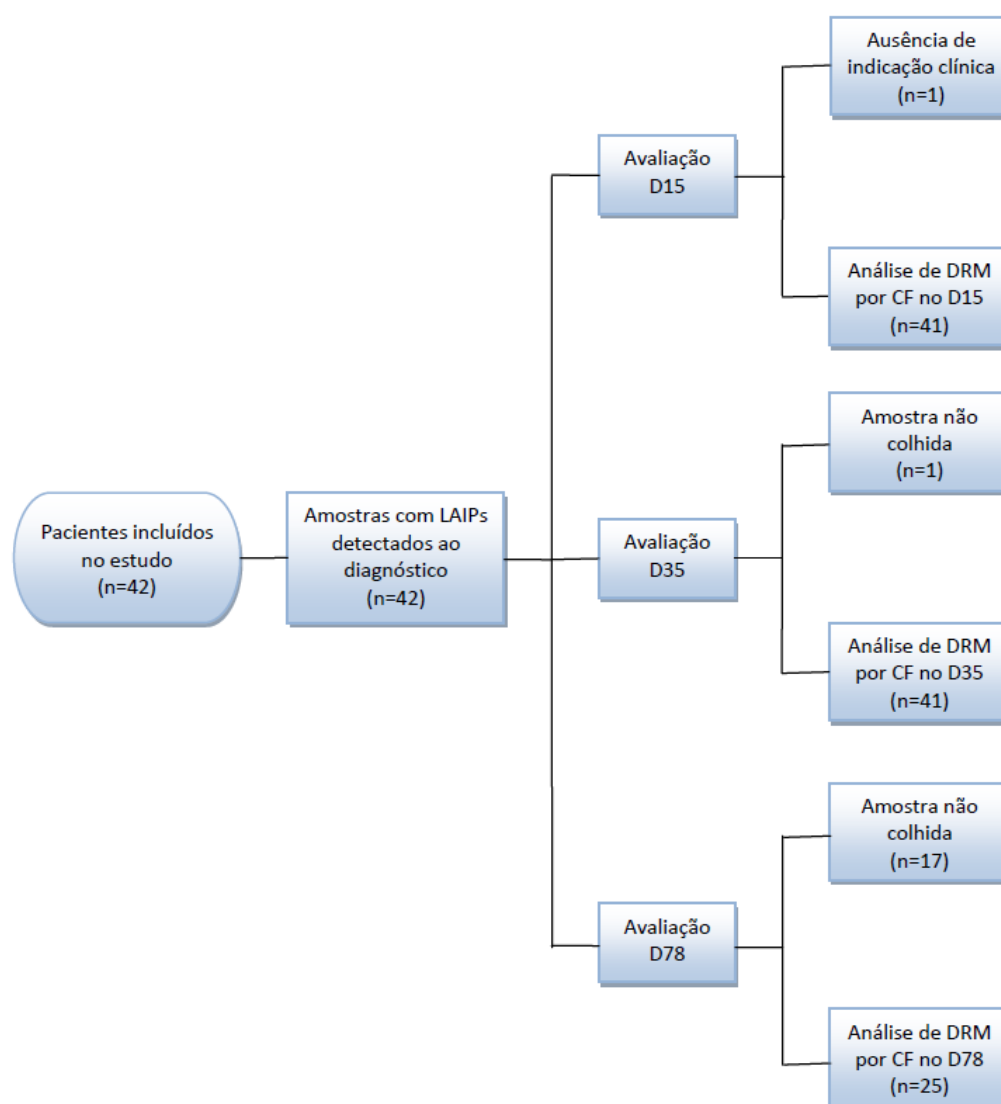 Pacientes incluídos
no estudo
(n=42)
Amostras com LAIPs
detectados ao
diagnóstico
(n=42)
Avaliação
D15
Ausência de
indicação clínica
(n=1)
Análise de DRM
por CF no D15
(n=41)
Avaliação
D35
Amostra não
colhida
(n=1)
Análise de DRM
por CF no D35
(n=41)
Avaliação
D78
Amostra não
colhida
(n=17)
Análise de DRM
por CF no D78
(n=25)